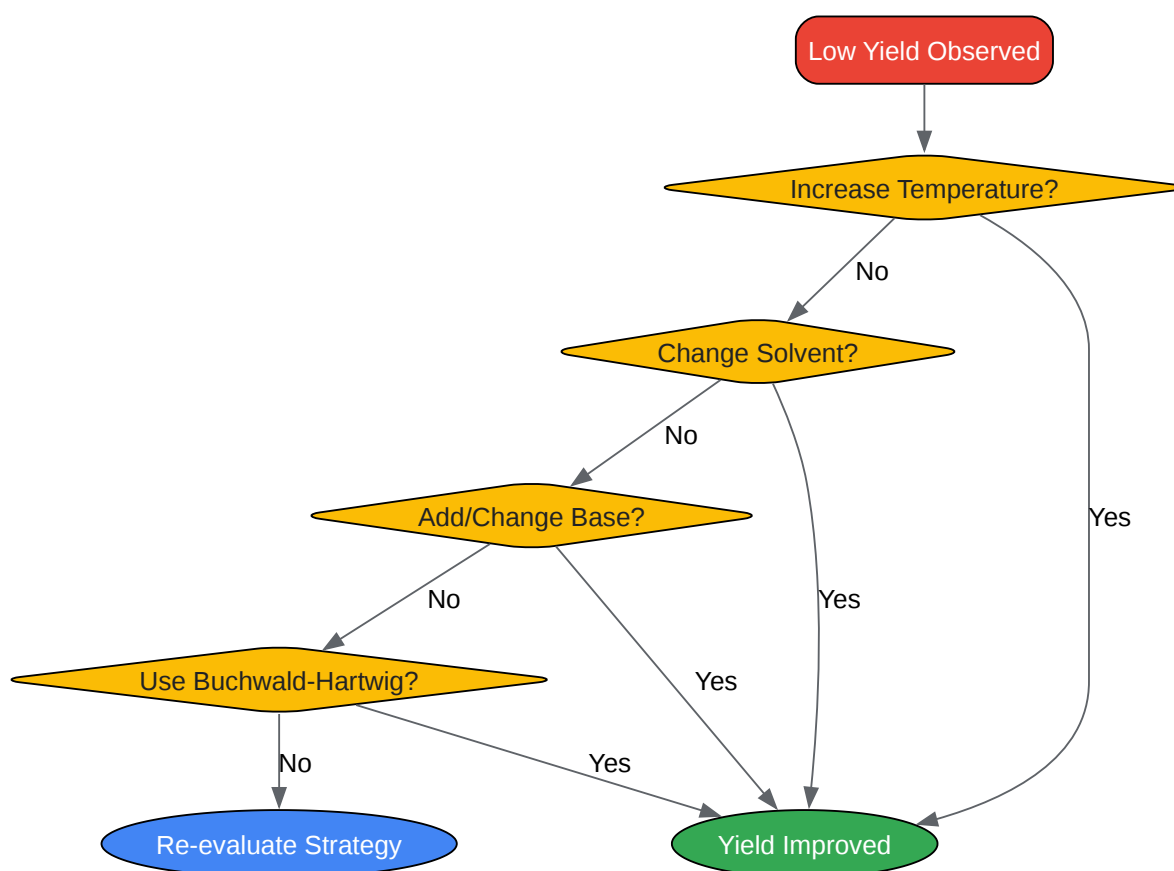 Low Yield Observed
Increase Temperature?
No
Change Solvent?
No
Add/Change Base?
Yes
No
Yes
Use Buchwald-Hartwig?
Yes
No
Yes
Re-evaluate Strategy
Yield Improved